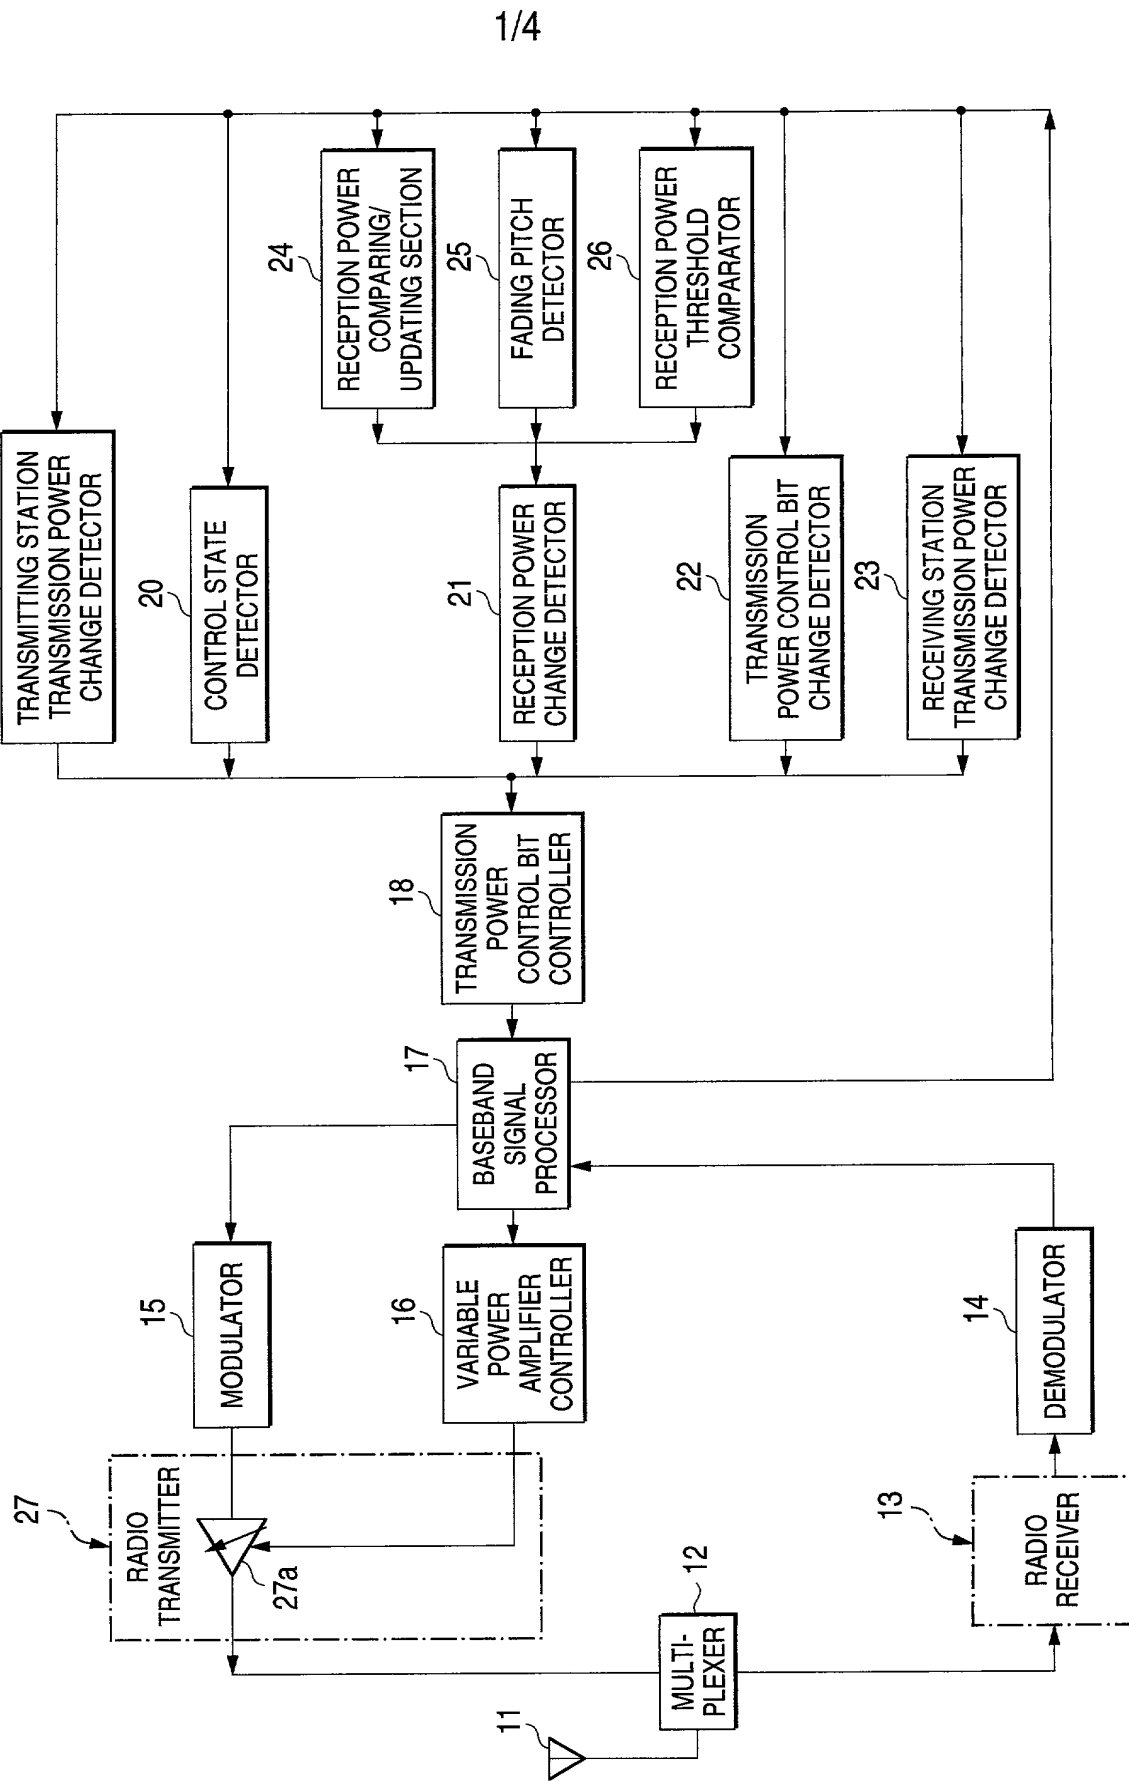 1/4
TRANSMITTING STATION
TRANSMISSION POWER
CHANGE DETECTOR
20
CONTROL STATE
DETECTOR
24
RECEPTION POWER
COMPARING/
UPDATING SECTION
25
FADING PITCH
DETECTOR
26
RECEPTION POWER
THRESHOLD
COMPARATOR
21
RECEPTION POWER
CHANGE DETECTOR
22
TRANSMISSION
POWER CONTROL BIT
CHANGE DETECTOR
23
RECEIVING STATION
TRANSMISSION POWER
CHANGE DETECTOR
18
TRANSMISSION
POWER
CONTROL BIT
CONTROLLER
17
BASEBAND
SIGNAL
PROCESSOR
15
MODULATOR
16
VARIABLE
POWER
AMPLIFIER
CONTROLLER
14
DEMODULATOR
27
RADIO
TRANSMITTER
27a
13
RADIO
RECEIVER
12
MULTI-
PLEXER
11